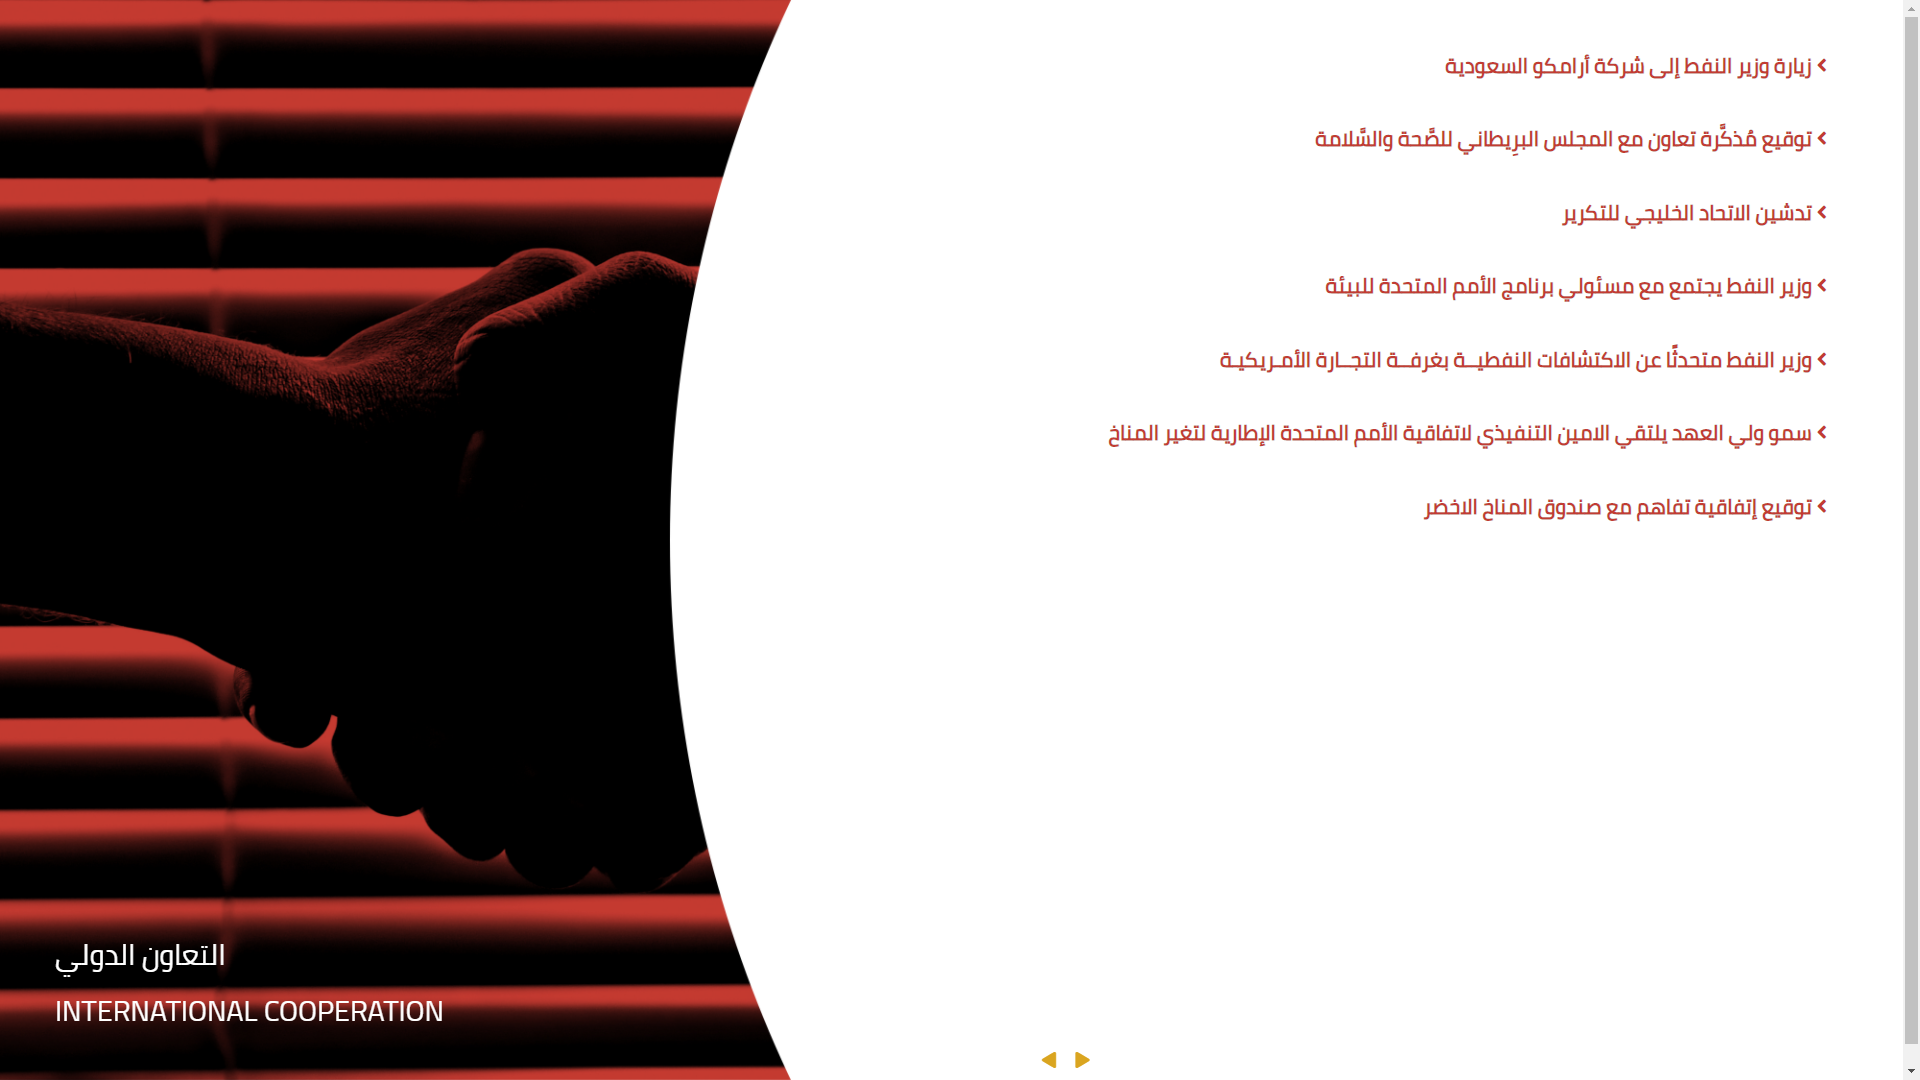 زيارة وزير النفط إلى شركة أرامكو السعودية
توقيع مُذكَّرة تعاون مع المجلس البرِيطاني للصَّحة والسَّلامة
تدشين الاتحاد الخليجي للتكرير
وزير النفط يجتمع مع مسئولي برنامج الأمم المتحدة للبيئة
وزير النفط متحدثًا عن الاكتشافات النفطيــة بغرفــة التجــارة الأمـريكيـة
سمو ولي العهد يلتقي الامين التنفيذي لاتفاقية الأمم المتحدة الإطارية لتغير المناخ
توقيع إتفاقية تفاهم مع صندوق المناخ الاخضر
التعاون الدولي
INTERNATIONAL COOPERATION